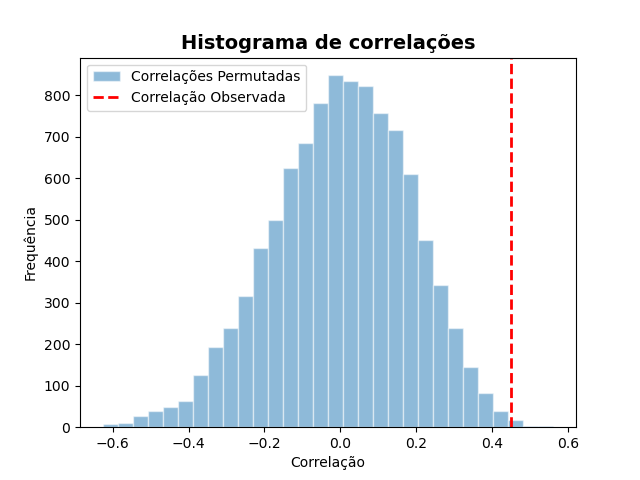 Histograma de correlações
Correlações Permutadas
Correlação Observada
Frequência
800
700
600
500
400
300
200
100
0
−0.6 −0.4 −0.2 0.0 0.2 0.4 0.6
Correlação